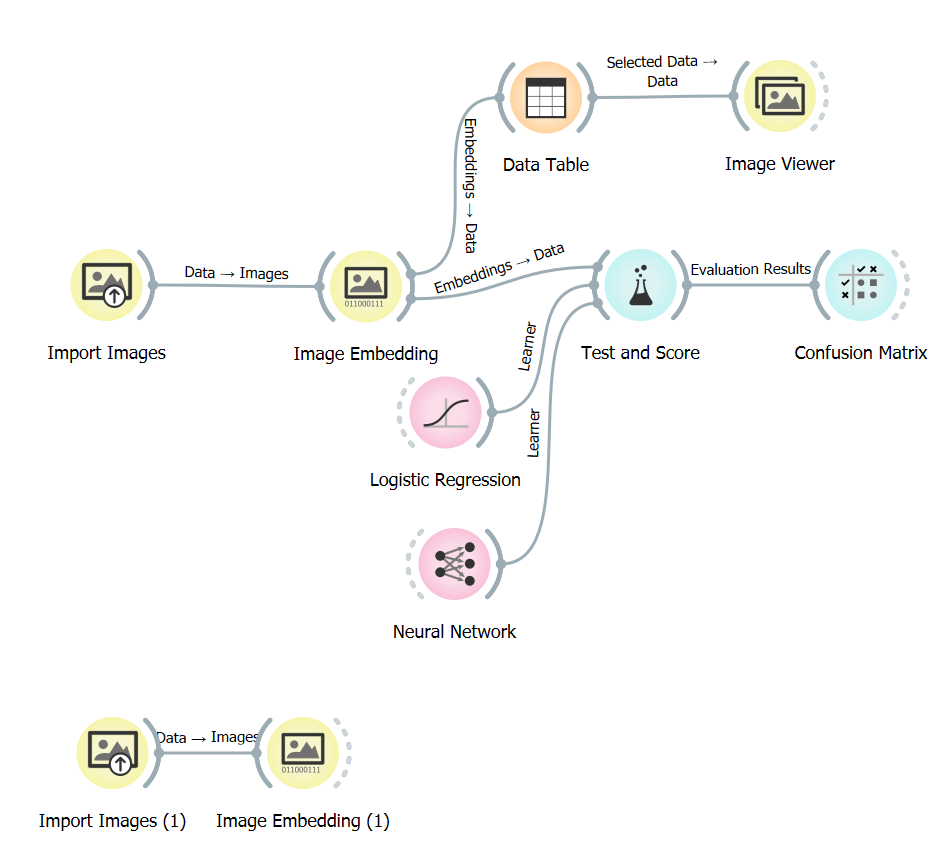 Selected Data →
Data
Data Table
Image Viewer
Embeddings → Data
Data → Images
Embeddings → Data
Evaluation Results
011000111
Import Images
Image Embedding
Test and Score
Confusion Matrix
Learner
Logistic Regression
Learner
Neural Network
Data → Images
011000111
Import Images (1)
Image Embedding (1)